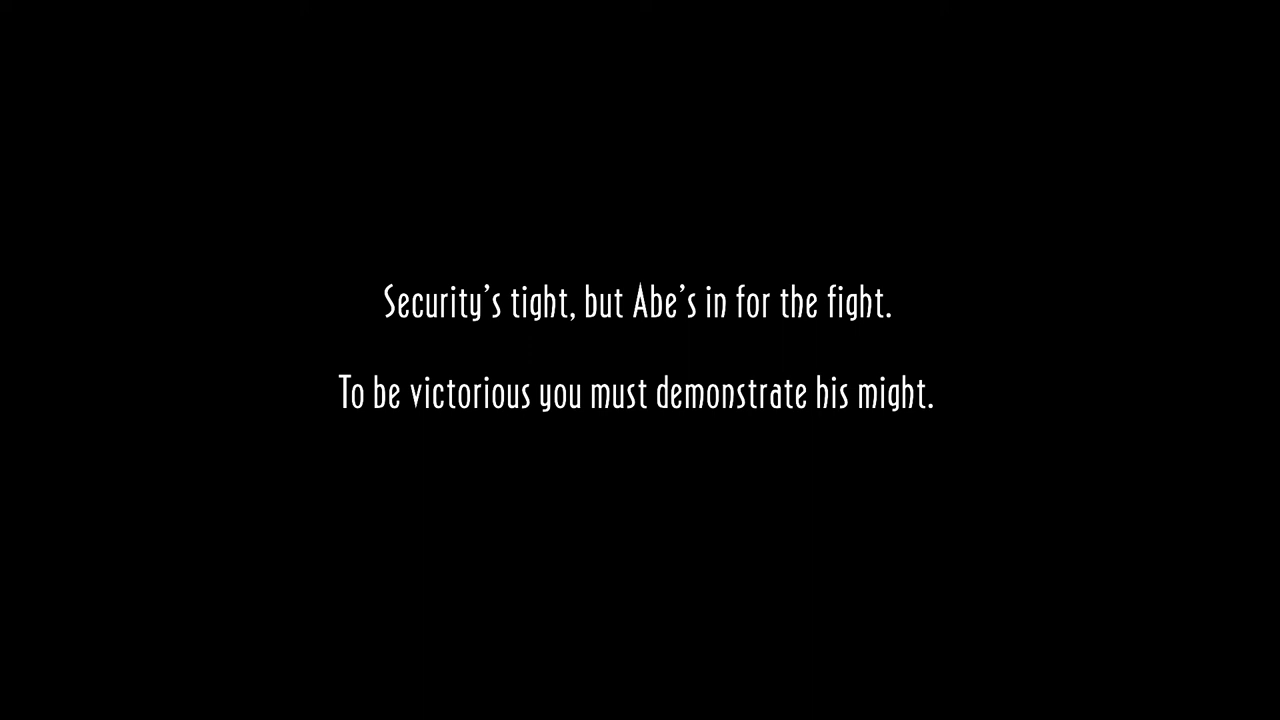 Security’s tight, but Abe’s in for the fight.
To be victorious you must demonstrate his might.